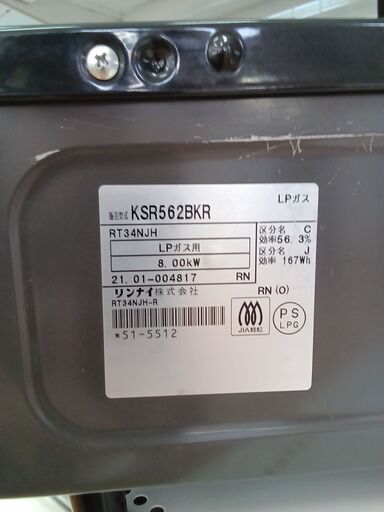 LPガス
販売型式 KSR562BKR
RT34NJH
LPガス用
8.00kW
21.01-004817 RN
区分名 C
効率56.3%
区分名 J
効率 167Wh
リンナイ株式会社 RN(O)
RT34NJH-R
*51-5512
JIA認証
PS
LPG